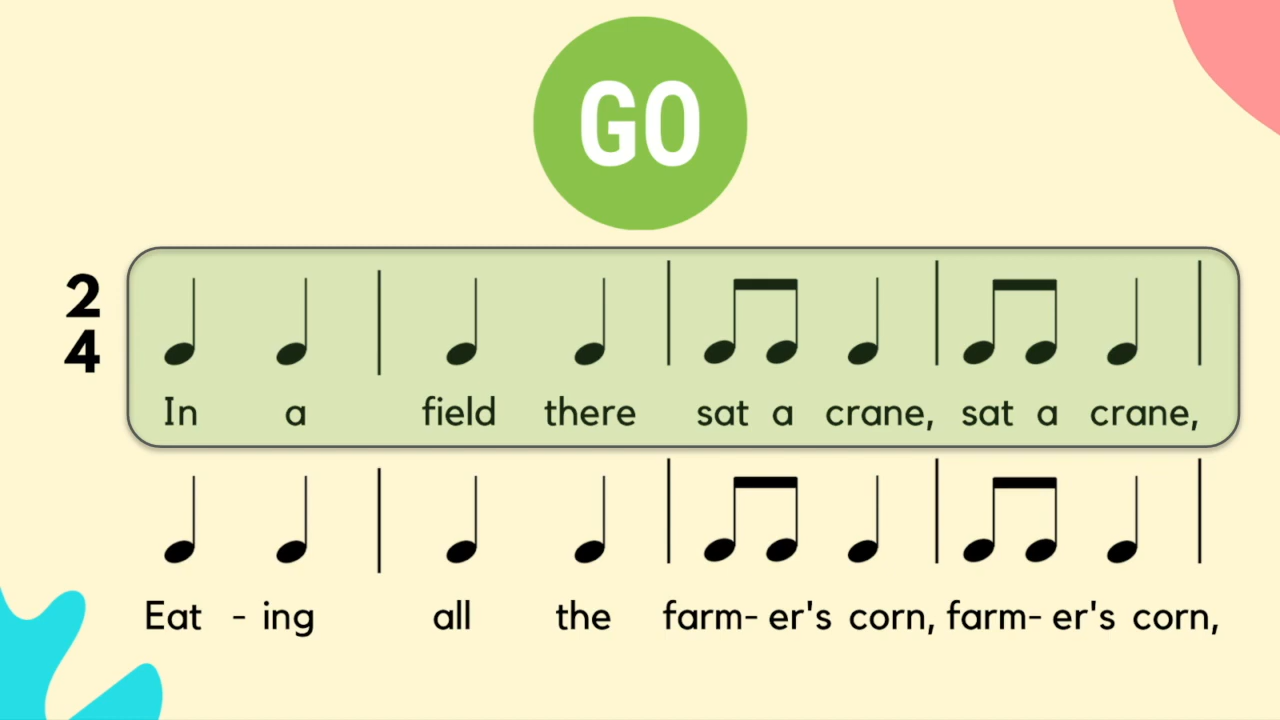 GO
2
4
In a field there sat a crane, sat a crane,
Eat - ing all the farm- er's corn, farm- er's corn,